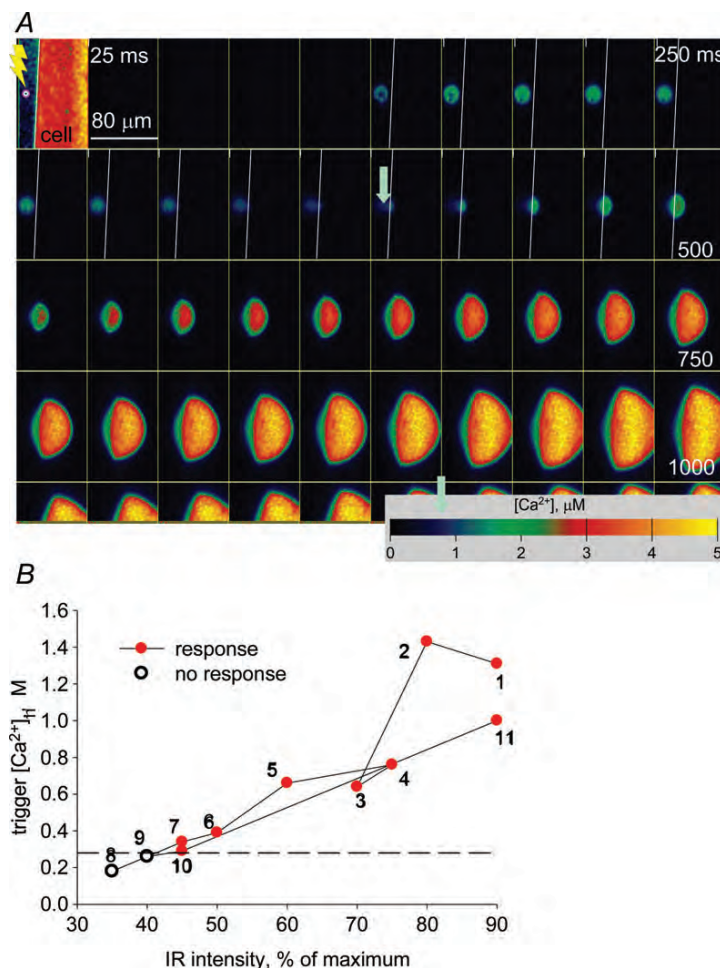 A
25 ms
250 ms
80 µm
cell
500
750
1000
[Ca²⁺], µM
0 1 2 3 4 5
B
1.6
1.4
1.2
1.0
0.8
0.6
0.4
0.2
0.0
trigger [Ca²⁺] M
response
no response
2
1
11
5
4
3
7
6
9
8
10
30 40 50 60 70 80 90
IR intensity, % of maximum